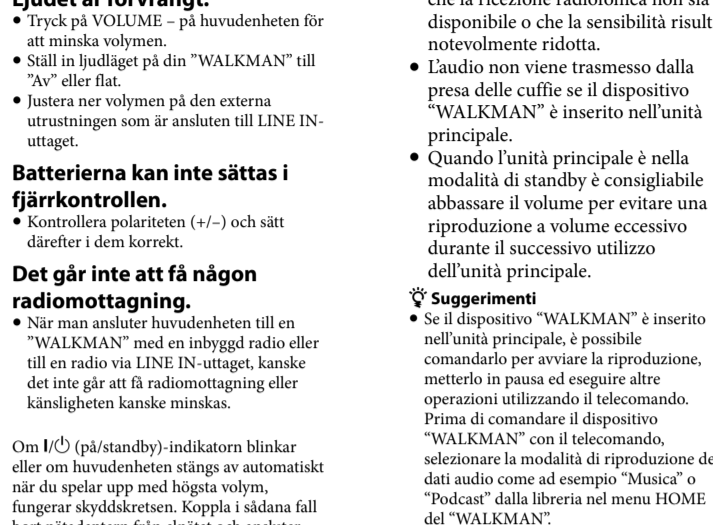 Ljudet är förvrängt.
• Tryck på VOLUME – på huvudenheten för
att minska volymen.
• Ställ in ljudläget på din ”WALKMAN” till
”Av” eller flat.
• Justera ner volymen på den externa
utrustningen som är ansluten till LINE IN-
uttaget.
Batterierna kan inte sättas i
fjärrkontrollen.
• Kontrollera polariteten (+/–) och sätt
därefter i dem korrekt.
Det går inte att få någon
radiomottagning.
• När man ansluter huvudenheten till en
”WALKMAN” med en inbyggd radio eller
till en radio via LINE IN-uttaget, kanske
det inte går att få radiomottagning eller
känsligheten kanske minskas.
Om I/⏻ (på/standby)-indikatorn blinkar
eller om huvudenheten stängs av automatiskt
när du spelar upp med högsta volym,
fungerar skyddskretsen. Koppla i sådana fall
che la ricezione radiofonica non sia
disponibile o che la sensibilità risult
notevolmente ridotta.
• L’audio non viene trasmesso dalla
presa delle cuffie se il dispositivo
“WALKMAN” è inserito nell’unità
principale.
• Quando l’unità principale è nella
modalità di standby è consigliabile
abbassare il volume per evitare una
riproduzione a volume eccessivo
durante il successivo utilizzo
dell’unità principale.
Suggerimenti
• Se il dispositivo “WALKMAN” è inserito
nell’unità principale, è possibile
comandarlo per avviare la riproduzione,
metterlo in pausa ed eseguire altre
operazioni utilizzando il telecomando.
Prima di comandare il dispositivo
“WALKMAN” con il telecomando,
selezionare la modalità di riproduzione de
dati audio come ad esempio “Musica” o
“Podcast” dalla libreria nel menu HOME
del “WALKMAN”.